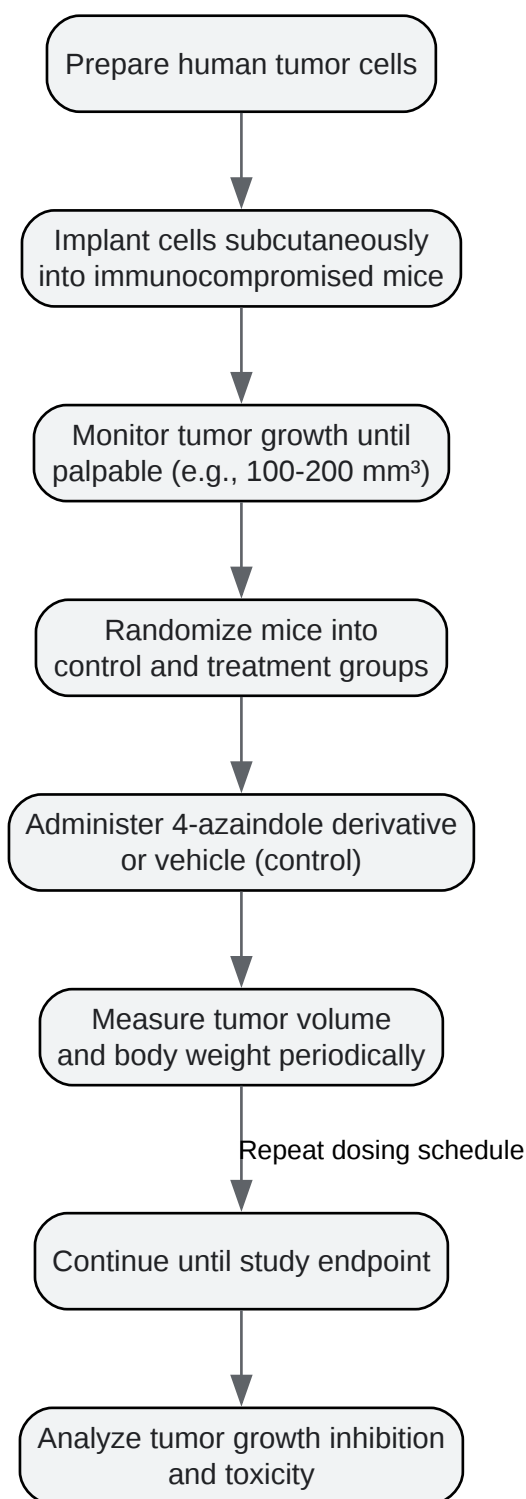 Prepare human tumor cells
Implant cells subcutaneously
into immunocompromised mice
Monitor tumor growth until
palpable (e.g., 100-200 mm³)
Randomize mice into
control and treatment groups
Administer 4-azaindole derivative
or vehicle (control)
Measure tumor volume
and body weight periodically
Repeat dosing schedule
Continue until study endpoint
Analyze tumor growth inhibition
and toxicity